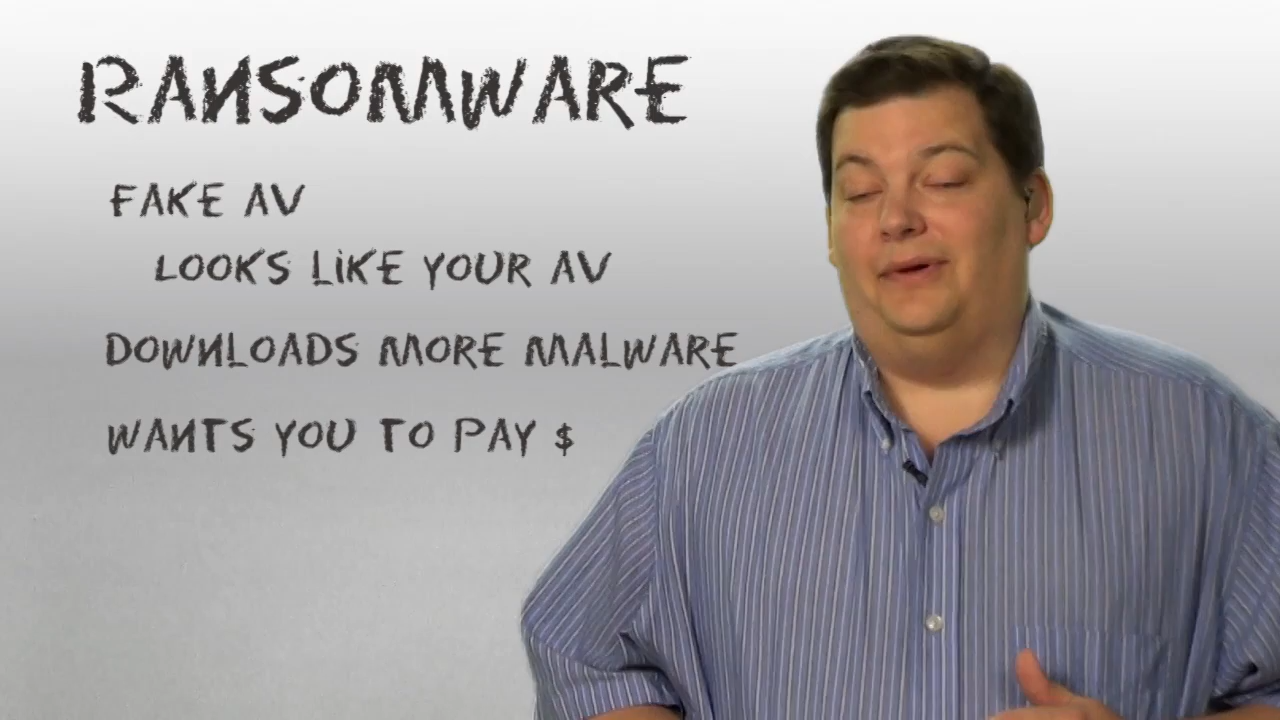 RANSOMWARE
FAKE AV
LOOKS LIKE YOUR AV
DOWNLOADS MORE MALWARE
WANTS YOU TO PAY $